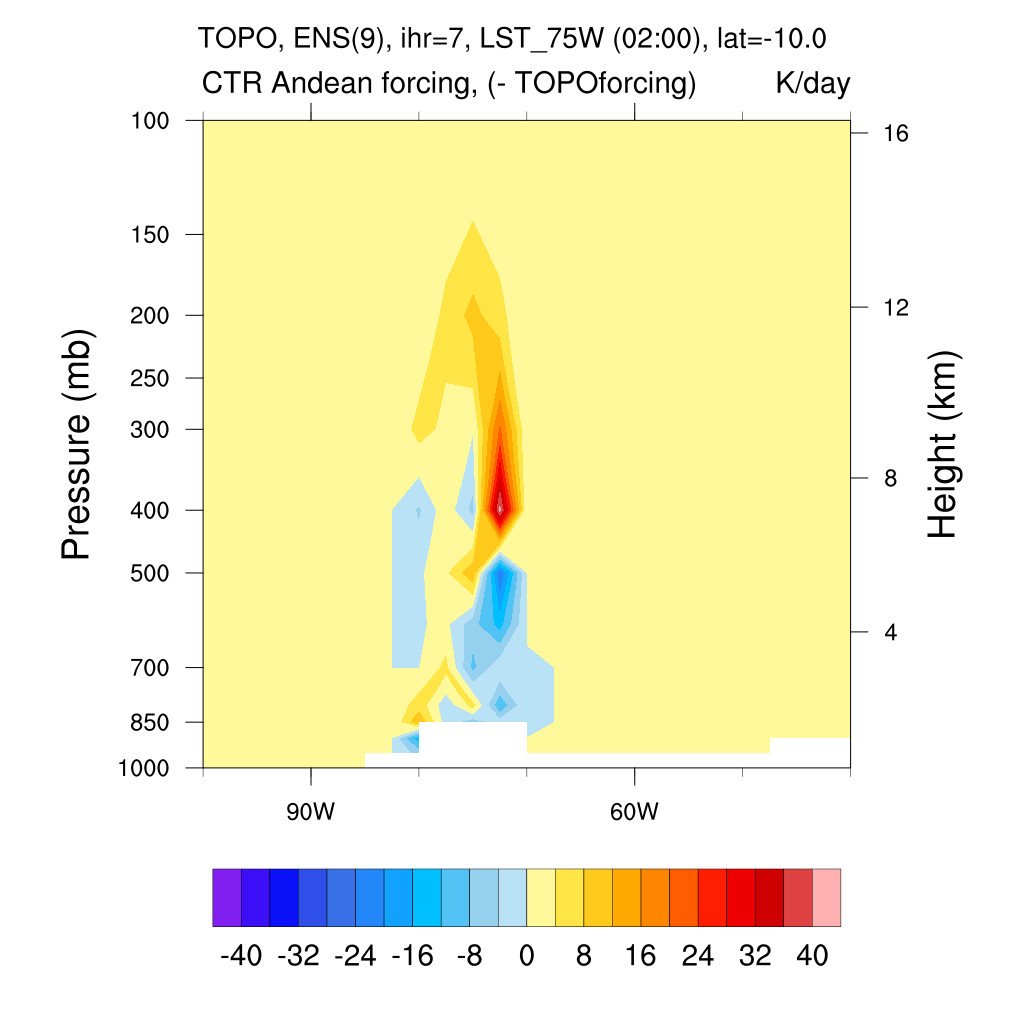 TOPO, ENS(9), ihr=7, LST_75W (02:00), lat=-10.0
CTR Andean forcing, (- TOPOforcing) K/day
100
150
200
250
300
400
500
700
850
1000
Pressure (mb)
16
12
8
4
Height (km)
90W 60W
-40 -32 -24 -16 -8 0 8 16 24 32 40